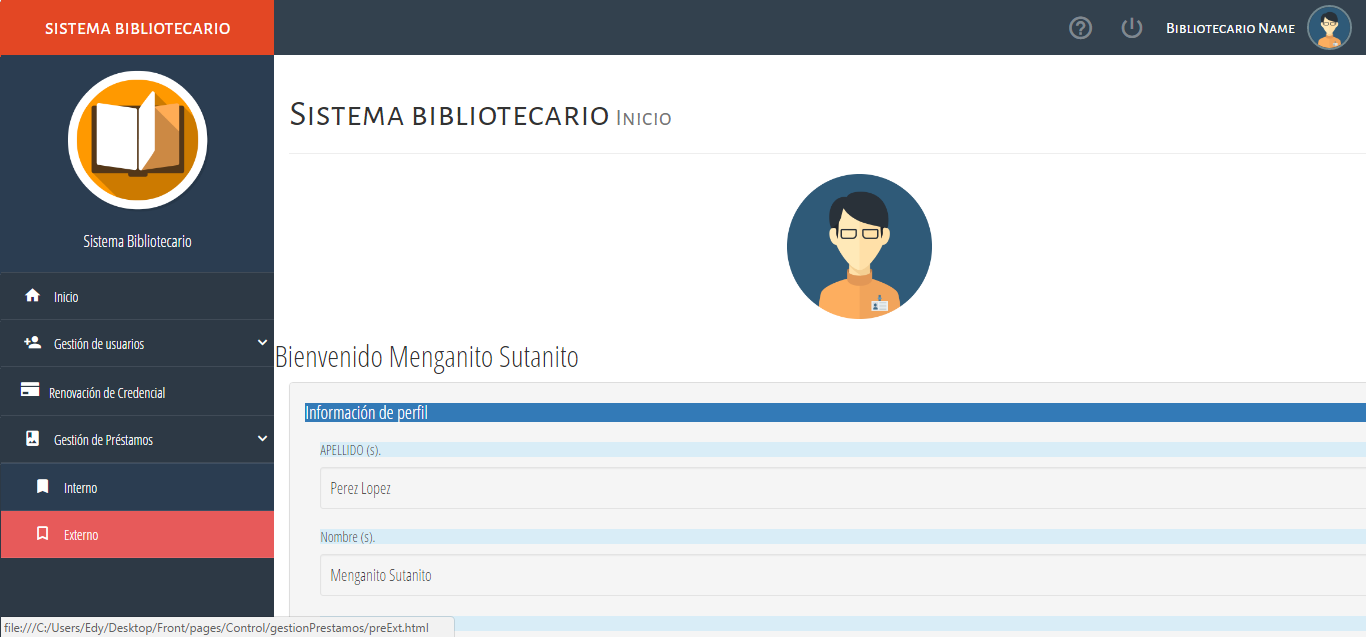 SISTEMA BIBLIOTECARIO
Bibliotecario Name
Sistema Bibliotecario
Inicio
Gestión de usuarios
Renovación de Credencial
Gestión de Préstamos
Interno
Externo
Sistema bibliotecario Inicio
Bienvenido Menganito Sutanito
Información de perfil
APELLIDO (s).
Perez Lopez
Nombre (s).
Menganito Sutanito
file:///C:/Users/Edy/Desktop/Front/pages/Control/gestionPrestamos/preExt.html